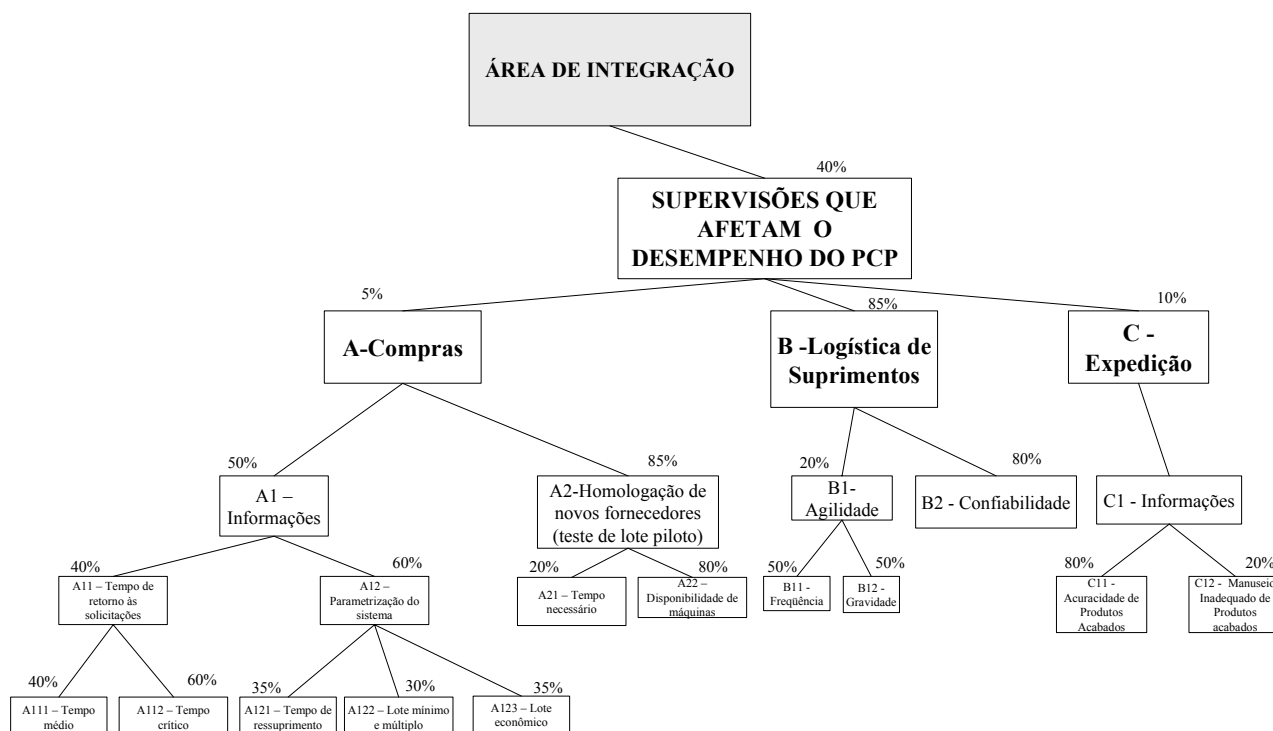 ÁREA DE INTEGRAÇÃO
40%
SUPERVISÕES QUE
AFETAM O
DESEMPENHO DO PCP
5%
85%
10%
A-Compras
B -Logística de
Suprimentos
C -
Expedição
50%
85%
20%
80%
A1 –
Informações
A2-Homologação de
novos fornecedores
(teste de lote piloto)
B1-
Agilidade
B2 - Confiabilidade
C1 - Informações
40%
60%
20%
80%
50%
50%
80%
20%
A11 – Tempo de
retorno às
solicitações
A12 –
Parametrização do
sistema
A21 – Tempo
necessário
A22 –
Disponibilidade de
máquinas
B11 -
Freqüência
B12 -
Gravidade
C11 -
Acuracidade de
Produtos
Acabados
C12 - Manuseio
Inadequado de
Produtos
acabados
40%
60%
35%
30%
35%
A111 – Tempo
médio
A112 – Tempo
crítico
A121 – Tempo de
ressuprimento
A122 – Lote mínimo
e múltiplo
A123 – Lote
econômico